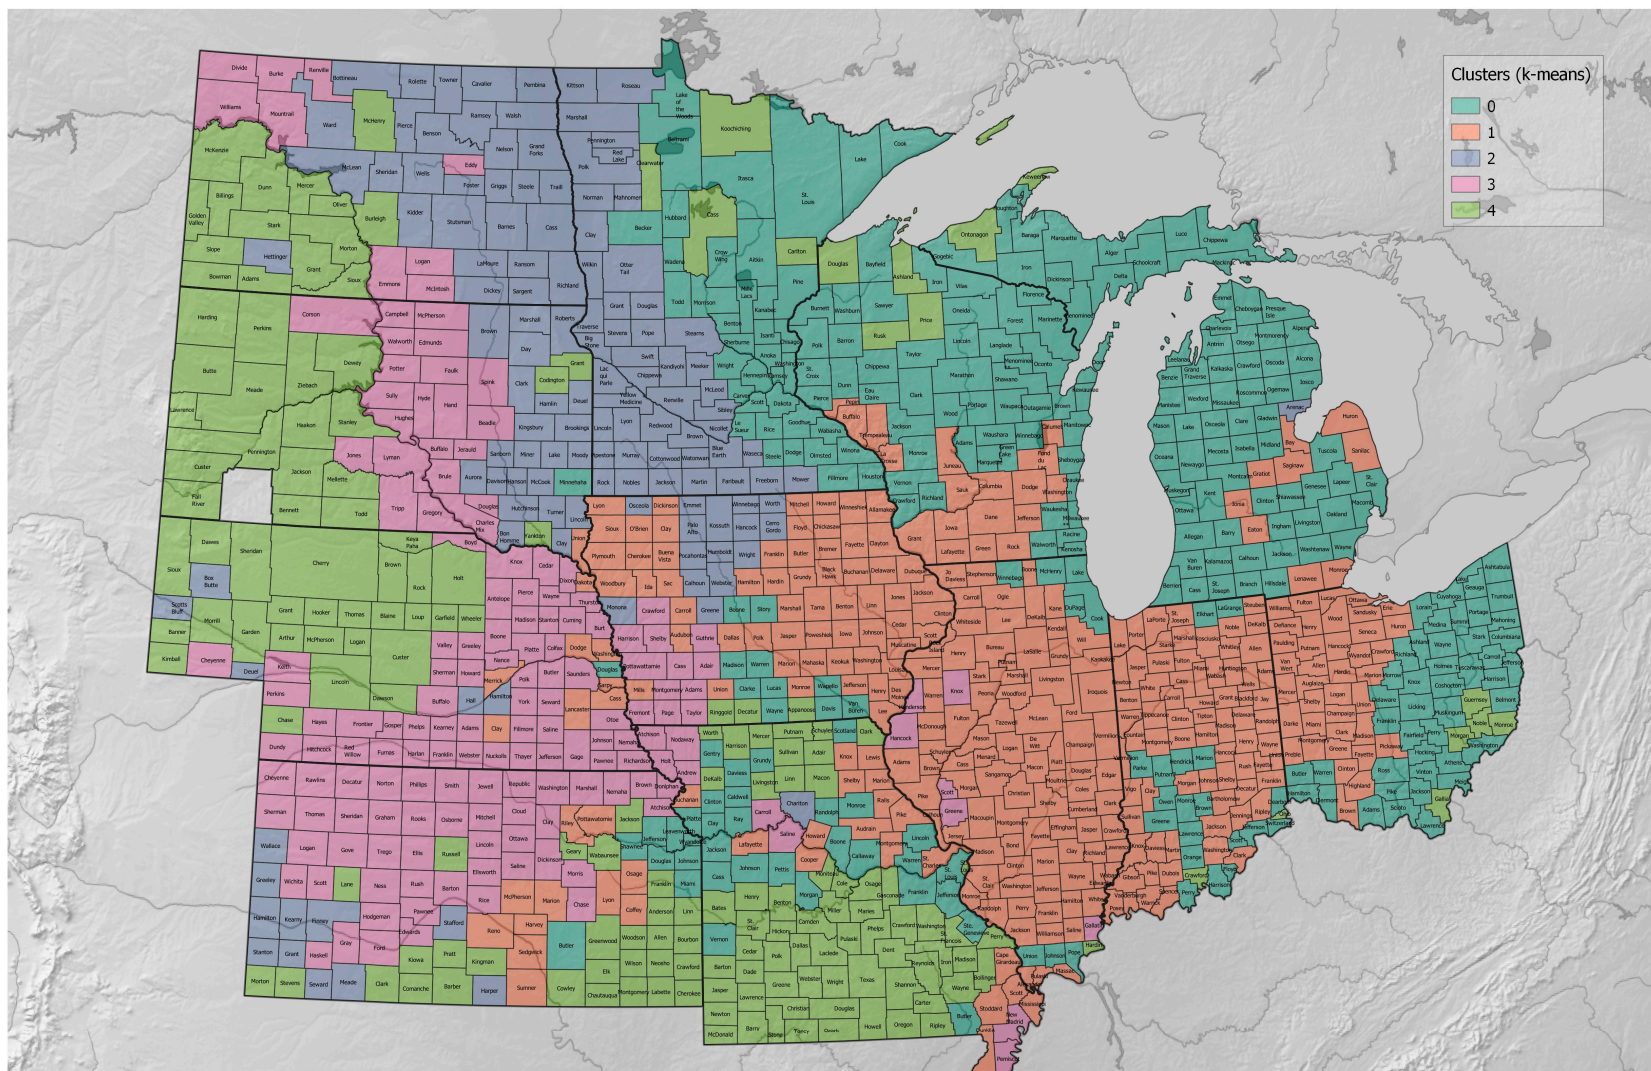 Clusters (k-means)
0
1
2
3
4
Divide
Burke
Renville
Bottineau
Rolette
Towner
Cavalier
Pembina
Kittson
Roseau
Lake
of
the
Woods
Williams
Mountrail
Ward
McHenry
Pierce
Benson
Ramsey
Walsh
Marshall
Koochiching
McKenzie
McLean
Sheridan
Wells
Eddy
Foster
Nelson
Grand
Forks
Griggs
Steele
Traill
Pennington
Red
Lake
Polk
Norman
Mahnomen
Clearwater
Beltrami
Itasca
St.
Louis
Lake
Cook
Dunn
Mercer
Billings
Oliver
Golden
Valley
Stark
Burleigh
Kidder
Stutsman
Barnes
Cass
Clay
Becker
Hubbard
Cass
Morton
Slope
Hettinger
Grant
Bowman
Adams
Sioux
Logan
Emmons
McIntosh
LaMoure
Ransom
Dickey
Sargent
Richland
Wilkin
Otter
Tail
Wadena
Crow
Wing
Aitkin
Carlton
Pine
Todd
Morrison
Mille
Lacs
Kanabec
Grant
Douglas
Traverse
Stevens
Pope
Stearns
Benton
Isanti
Chisago
Sherburne
Big
Stone
Swift
Kandiyohi
Meeker
Wright
Anoka
Washington
Hennepin
Ramsey
Lac
qui
Parle
Chippewa
McLeod
Carver
Scott
Dakota
Yellow
Medicine
Renville
Sibley
Lincoln
Lyon
Redwood
Nicollet
Brown
Le
Sueur
Rice
Goodhue
Wabasha
Pipestone
Murray
Cottonwood
Watonwan
Blue
Earth
Waseca
Steele
Dodge
Olmsted
Winona
Rock
Nobles
Jackson
Martin
Faribault
Freeborn
Mower
Fillmore
Houston
Harding
Perkins
Corson
Campbell
McPherson
Brown
Marshall
Roberts
Walworth
Edmunds
Day
Butte
Meade
Ziebach
Dewey
Potter
Faulk
Spink
Clark
Codington
Grant
Hamlin
Deuel
Lawrence
Sully
Hyde
Hand
Hughes
Beadle
Kingsbury
Brookings
Haakon
Stanley
Pennington
Custer
Jackson
Jones
Lyman
Buffalo
Jerauld
Sanborn
Miner
Lake
Moody
Brule
Aurora
Davison
Hanson
McCook
Minnehaha
Fall
River
Mellette
Bennett
Todd
Tripp
Gregory
Douglas
Charles
Mix
Hutchinson
Turner
Lincoln
Bon
Homme
Yankton
Clay
Union
Keweenaw
Houghton
Ontonagon
Baraga
Marquette
Gogebic
Iron
Dickinson
Alger
Delta
Schoolcraft
Luce
Chippewa
Mackinac
Menominee
Douglas
Bayfield
Ashland
Iron
Vilas
Florence
Burnett
Washburn
Sawyer
Price
Oneida
Forest
Marinette
Polk
Barron
Rusk
Lincoln
Langlade
Taylor
Menominee
Oconto
Door
St.
Croix
Dunn
Chippewa
Marathon
Shawano
Pierce
Pepin
Eau
Claire
Clark
Kewaunee
Buffalo
Wood
Portage
Waupaca
Outagamie
Brown
Trempealeau
Jackson
La
Crosse
Monroe
Juneau
Adams
Waushara
Winnebago
Calumet
Manitowoc
Marquette
Green
Lake
Fond
du
Lac
Sheboygan
Vernon
Crawford
Richland
Sauk
Columbia
Dodge
Washington
Ozaukee
Grant
Iowa
Dane
Jefferson
Waukesha
Milwaukee
Lafayette
Green
Rock
Walworth
Racine
Kenosha
Emmet
Cheboygan
Presque
Isle
Charlevoix
Antrim
Otsego
Montmorency
Alpena
Leelanau
Grand
Traverse
Kalkaska
Crawford
Oscoda
Alcona
Benzie
Manistee
Wexford
Missaukee
Roscommon
Ogemaw
Iosco
Mason
Lake
Osceola
Clare
Gladwin
Arenac
Huron
Oceana
Newaygo
Mecosta
Isabella
Midland
Bay
Tuscola
Sanilac
Muskegon
Montcalm
Gratiot
Saginaw
Ottawa
Kent
Ionia
Clinton
Shiawassee
Genesee
Lapeer
St.
Clair
Macomb
Oakland
Allegan
Barry
Eaton
Ingham
Livingston
Van
Buren
Kalamazoo
Calhoun
Jackson
Washtenaw
Wayne
Berrien
Cass
St.
Joseph
Branch
Hillsdale
Lenawee
Monroe
Sioux
Dawes
Box
Butte
Sheridan
Cherry
Keya
Paha
Brown
Rock
Holt
Boyd
Knox
Cedar
Dixon
Dakota
Scotts
Bluff
Morrill
Garden
Grant
Hooker
Thomas
Blaine
Loup
Garfield
Wheeler
Antelope
Pierce
Wayne
Thurston
Banner
Kimball
Cheyenne
Deuel
Arthur
McPherson
Logan
Custer
Valley
Greeley
Boone
Madison
Stanton
Cuming
Burt
Keith
Lincoln
Dawson
Sherman
Howard
Nance
Platte
Colfax
Dodge
Washington
Perkins
Chase
Hayes
Frontier
Gosper
Phelps
Buffalo
Kearney
Hall
Adams
Merrick
Hamilton
Polk
Butler
Saunders
Douglas
Sarpy
York
Seward
Lancaster
Cass
Otoe
Clay
Fillmore
Saline
Dundy
Hitchcock
Red
Willow
Furnas
Harlan
Franklin
Webster
Nuckolls
Thayer
Jefferson
Gage
Johnson
Nemaha
Pawnee
Richardson
Lyon
Osceola
Dickinson
Emmet
Winnebago
Worth
Mitchell
Howard
Winneshiek
Allamakee
Sioux
O'Brien
Clay
Palo
Alto
Kossuth
Hancock
Cerro
Gordo
Floyd
Chickasaw
Fayette
Clayton
Plymouth
Cherokee
Buena
Vista
Pocahontas
Humboldt
Wright
Franklin
Butler
Bremer
Woodbury
Ida
Sac
Calhoun
Webster
Hamilton
Hardin
Grundy
Black
Hawk
Buchanan
Delaware
Dubuque
Monona
Crawford
Carroll
Greene
Boone
Story
Marshall
Tama
Benton
Linn
Jones
Jackson
Clinton
Harrison
Shelby
Audubon
Guthrie
Dallas
Polk
Jasper
Poweshiek
Iowa
Johnson
Cedar
Scott
Muscatine
Pottawattamie
Cass
Adair
Madison
Warren
Marion
Mahaska
Keokuk
Washington
Louisa
Mills
Montgomery
Adams
Union
Clarke
Lucas
Monroe
Wapello
Jefferson
Henry
Des
Moines
Fremont
Page
Taylor
Ringgold
Decatur
Wayne
Appanoose
Davis
Van
Buren
Lee
Cheyenne
Rawlins
Decatur
Norton
Phillips
Smith
Jewell
Republic
Washington
Marshall
Nemaha
Brown
Doniphan
Sherman
Thomas
Sheridan
Graham
Rooks
Osborne
Mitchell
Cloud
Clay
Riley
Pottawatomie
Jackson
Atchison
Jefferson
Leavenworth
Wyandotte
Wallace
Logan
Gove
Trego
Ellis
Russell
Lincoln
Ottawa
Saline
Dickinson
Geary
Wabaunsee
Shawnee
Douglas
Johnson
Greeley
Wichita
Scott
Lane
Ness
Rush
Barton
Ellsworth
Rice
McPherson
Marion
Morris
Chase
Lyon
Osage
Coffey
Franklin
Miami
Anderson
Linn
Hamilton
Kearny
Finney
Hodgeman
Pawnee
Edwards
Stafford
Reno
Harvey
Butler
Greenwood
Woodson
Allen
Bourbon
Stanton
Grant
Haskell
Gray
Ford
Kiowa
Pratt
Kingman
Sedgwick
Elk
Wilson
Neosho
Crawford
Morton
Stevens
Seward
Meade
Clark
Comanche
Barber
Harper
Sumner
Cowley
Chautauqua
Montgomery
Labette
Cherokee
Atchison
Nodaway
Worth
Harrison
Mercer
Putnam
Schuyler
Scotland
Clark
Holt
Andrew
Gentry
Grundy
Sullivan
Adair
Knox
Lewis
Buchanan
DeKalb
Daviess
Livingston
Linn
Macon
Shelby
Marion
Platte
Clinton
Caldwell
Carroll
Chariton
Randolph
Monroe
Ralls
Pike
Clay
Ray
Saline
Howard
Audrain
Jackson
Lafayette
Cooper
Boone
Callaway
Montgomery
Lincoln
Warren
St.
Charles
St.
Louis
Cass
Johnson
Pettis
Moniteau
Cole
Osage
Gasconade
Franklin
Jefferson
Bates
Henry
Benton
Morgan
Miller
Maries
Camden
Phelps
Crawford
Washington
St.
Francois
Ste.
Genevieve
Perry
Vernon
St.
Clair
Hickory
Cedar
Polk
Dallas
Laclede
Pulaski
Dent
Iron
Madison
Reynolds
Bollinger
Cape
Girardeau
Barton
Dade
Greene
Webster
Wright
Texas
Shannon
Wayne
Carter
Jasper
Lawrence
Christian
Douglas
Newton
McDonald
Barry
Stone
Taney
Ozark
Howell
Oregon
Ripley
Butler
Stoddard
Scott
Mississippi
New
Madrid
Dunklin
Pemiscot
Jo
Daviess
Stephenson
Winnebago
Boone
McHenry
Lake
Carroll
Ogle
DeKalb
Kane
DuPage
Cook
Whiteside
Lee
Kendall
Will
Rock
Island
Henry
Bureau
LaSalle
Grundy
Kankakee
Mercer
Putnam
Warren
Knox
Henderson
Peoria
Marshall
Woodford
Livingston
Iroquois
Hancock
McDonough
Fulton
Tazewell
McLean
Ford
Schuyler
Mason
Logan
De
Witt
Champaign
Vermilion
Adams
Brown
Cass
Menard
Piatt
Macon
Pike
Scott
Morgan
Sangamon
Douglas
Edgar
Christian
Moultrie
Coles
Greene
Shelby
Cumberland
Clark
Calhoun
Macoupin
Montgomery
Jersey
Fayette
Effingham
Jasper
Crawford
Madison
Bond
Clay
Richland
Lawrence
Marion
St.
Clair
Clinton
Wayne
Edwards
Wabash
Washington
Jefferson
Monroe
Randolph
Perry
Hamilton
White
Franklin
Jackson
Williamson
Saline
Gallatin
Union
Johnson
Pope
Hardin
Pulaski
Massac
Lake
Porter
LaPorte
St.
Joseph
Elkhart
LaGrange
Steuben
Starke
Marshall
Kosciusko
Noble
DeKalb
Newton
Jasper
Pulaski
Fulton
Whitley
Allen
Benton
White
Cass
Miami
Wabash
Huntington
Wells
Adams
Carroll
Grant
Blackford
Jay
Warren
Tippecanoe
Clinton
Howard
Tipton
Madison
Delaware
Randolph
Fountain
Montgomery
Boone
Hamilton
Henry
Wayne
Vermillion
Parke
Putnam
Hendricks
Marion
Hancock
Rush
Fayette
Union
Vigo
Clay
Morgan
Johnson
Shelby
Franklin
Owen
Monroe
Brown
Bartholomew
Decatur
Dearborn
Sullivan
Greene
Jackson
Jennings
Ripley
Ohio
Switzerland
Jefferson
Knox
Daviess
Martin
Lawrence
Washington
Scott
Clark
Gibson
Pike
Dubois
Orange
Crawford
Floyd
Posey
Vanderburgh
Warrick
Spencer
Perry
Harrison
Williams
Fulton
Lucas
Ottawa
Wood
Sandusky
Erie
Lorain
Cuyahoga
Lake
Geauga
Ashtabula
Trumbull
Defiance
Henry
Seneca
Huron
Medina
Summit
Portage
Mahoning
Paulding
Putnam
Hancock
Wyandot
Crawford
Richland
Ashland
Wayne
Stark
Columbiana
Van
Wert
Allen
Hardin
Marion
Morrow
Holmes
Tuscarawas
Carroll
Jefferson
Mercer
Auglaize
Logan
Union
Delaware
Knox
Coshocton
Harrison
Shelby
Darke
Miami
Champaign
Clark
Madison
Franklin
Licking
Muskingum
Guernsey
Belmont
Preble
Montgomery
Greene
Fayette
Pickaway
Fairfield
Perry
Noble
Monroe
Morgan
Washington
Butler
Warren
Clinton
Ross
Hocking
Athens
Hamilton
Clermont
Highland
Vinton
Meigs
Brown
Adams
Pike
Jackson
Scioto
Gallia
Lawrence